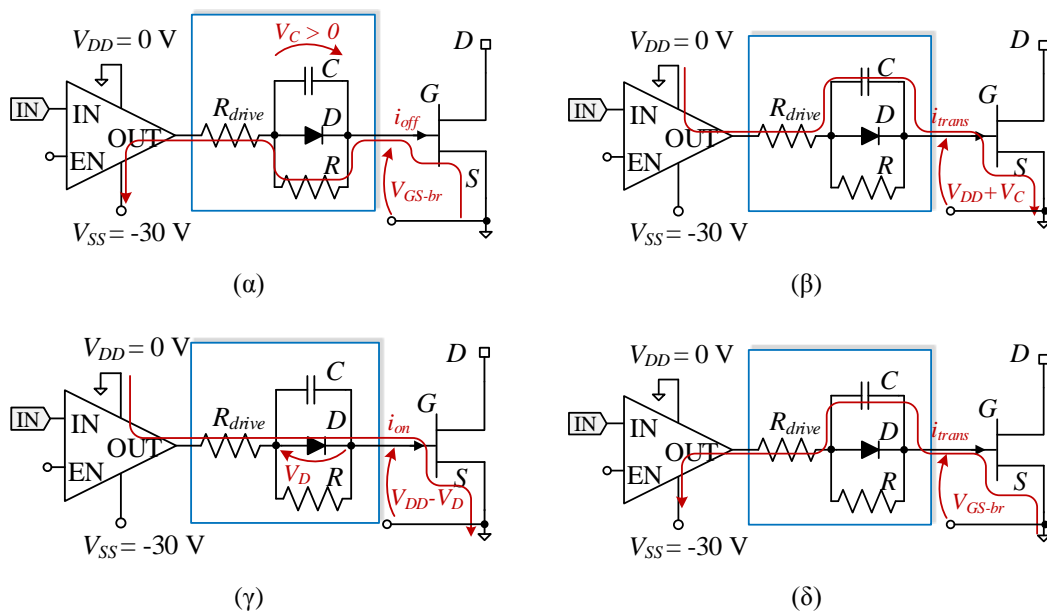 V_DD = 0 V
IN
IN
EN
OUT
V_SS = -30 V
R_drive
V_C > 0
C
D
R
i_off
V_GS-br
G
D
S
(α)
V_DD = 0 V
IN
IN
EN
OUT
V_SS = -30 V
R_drive
C
D
R
i_trans
V_DD+V_C
G
D
S
(β)
V_DD = 0 V
IN
IN
EN
OUT
V_SS = -30 V
R_drive
C
D
V_D
R
i_on
V_DD-V_D
G
D
S
(γ)
V_DD = 0 V
IN
IN
EN
OUT
V_SS = -30 V
R_drive
C
D
R
i_trans
V_GS-br
G
D
S
(δ)